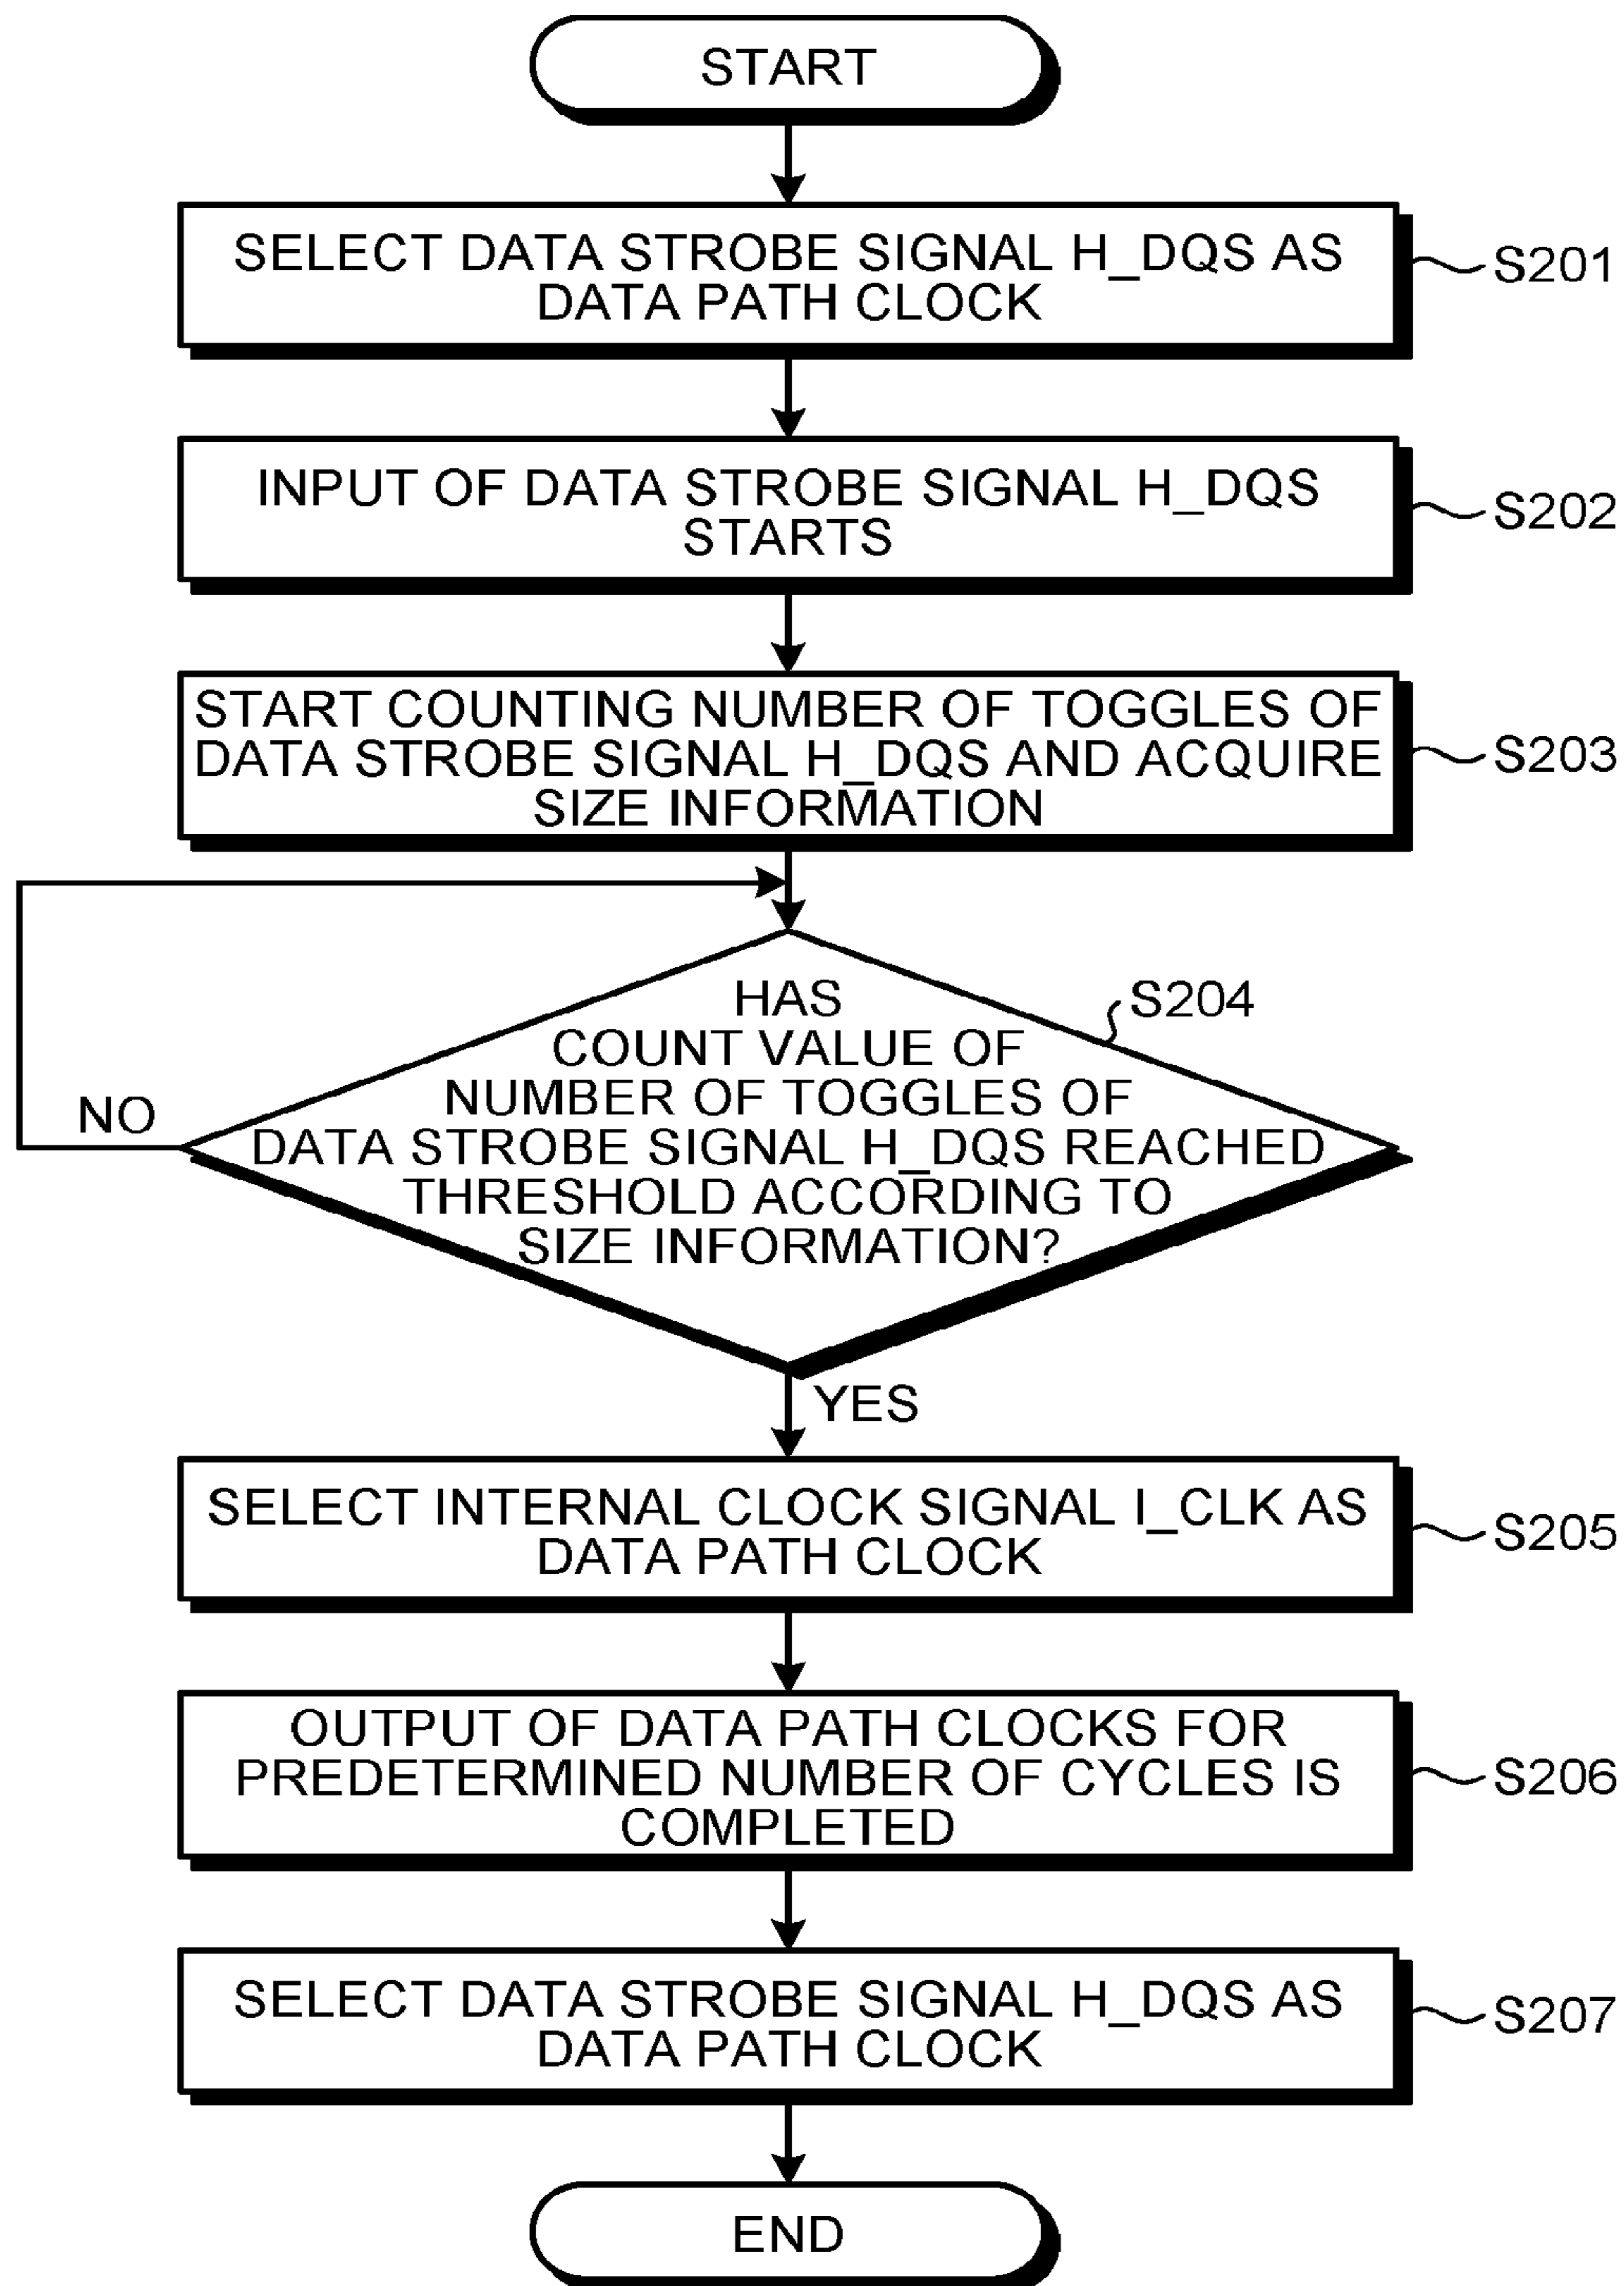 START
SELECT DATA STROBE SIGNAL H_DQS AS
DATA PATH CLOCK
S201
INPUT OF DATA STROBE SIGNAL H_DQS
STARTS
S202
START COUNTING NUMBER OF TOGGLES OF
DATA STROBE SIGNAL H_DQS AND ACQUIRE
SIZE INFORMATION
S203
HAS
COUNT VALUE OF
NUMBER OF TOGGLES OF
DATA STROBE SIGNAL H_DQS REACHED
THRESHOLD ACCORDING TO
SIZE INFORMATION?
S204
NO
YES
SELECT INTERNAL CLOCK SIGNAL I_CLK AS
DATA PATH CLOCK
S205
OUTPUT OF DATA PATH CLOCKS FOR
PREDETERMINED NUMBER OF CYCLES IS
COMPLETED
S206
SELECT DATA STROBE SIGNAL H_DQS AS
DATA PATH CLOCK
S207
END